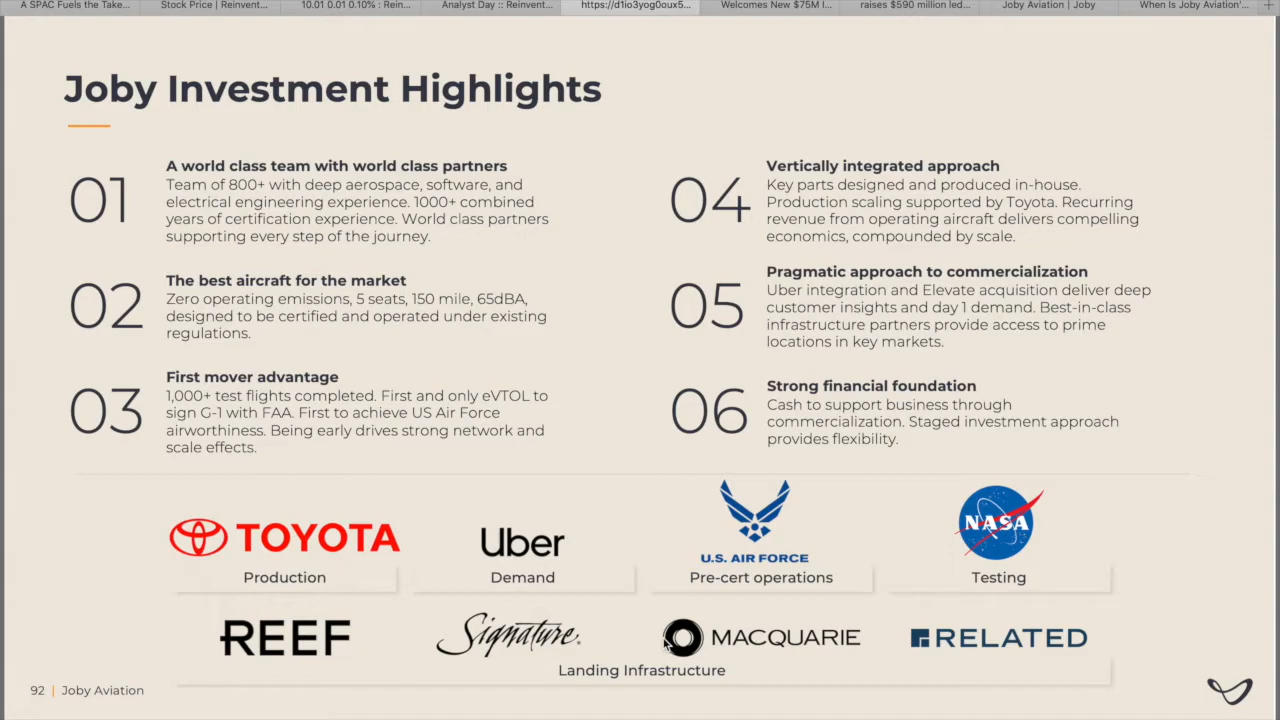 A SPAC Fuels the Take...
Stock Price | Reinvent...
10.01 0.01 0.10% : Rein...
Analyst Day :: Reinvent...
https://d1io3yog0oux5...
Welcomes New $75M I...
raises $590 million led...
Joby Aviation | Joby
When Is Joby Aviation'...
Joby Investment Highlights
01
A world class team with world class partners
Team of 800+ with deep aerospace, software, and
electrical engineering experience. 1000+ combined
years of certification experience. World class partners
supporting every step of the journey.
02
The best aircraft for the market
Zero operating emissions, 5 seats, 150 mile, 65dBA,
designed to be certified and operated under existing
regulations.
03
First mover advantage
1,000+ test flights completed. First and only eVTOL to
sign G-1 with FAA. First to achieve US Air Force
airworthiness. Being early drives strong network and
scale effects.
04
Vertically integrated approach
Key parts designed and produced in-house.
Production scaling supported by Toyota. Recurring
revenue from operating aircraft delivers compelling
economics, compounded by scale.
05
Pragmatic approach to commercialization
Uber integration and Elevate acquisition deliver deep
customer insights and day 1 demand. Best-in-class
infrastructure partners provide access to prime
locations in key markets.
06
Strong financial foundation
Cash to support business through
commercialization. Staged investment approach
provides flexibility.
TOYOTA
Production
Uber
Demand
U.S. AIR FORCE
Pre-cert operations
NASA
Testing
REEF
Signature
MACQUARIE
RELATED
Landing Infrastructure
92 | Joby Aviation